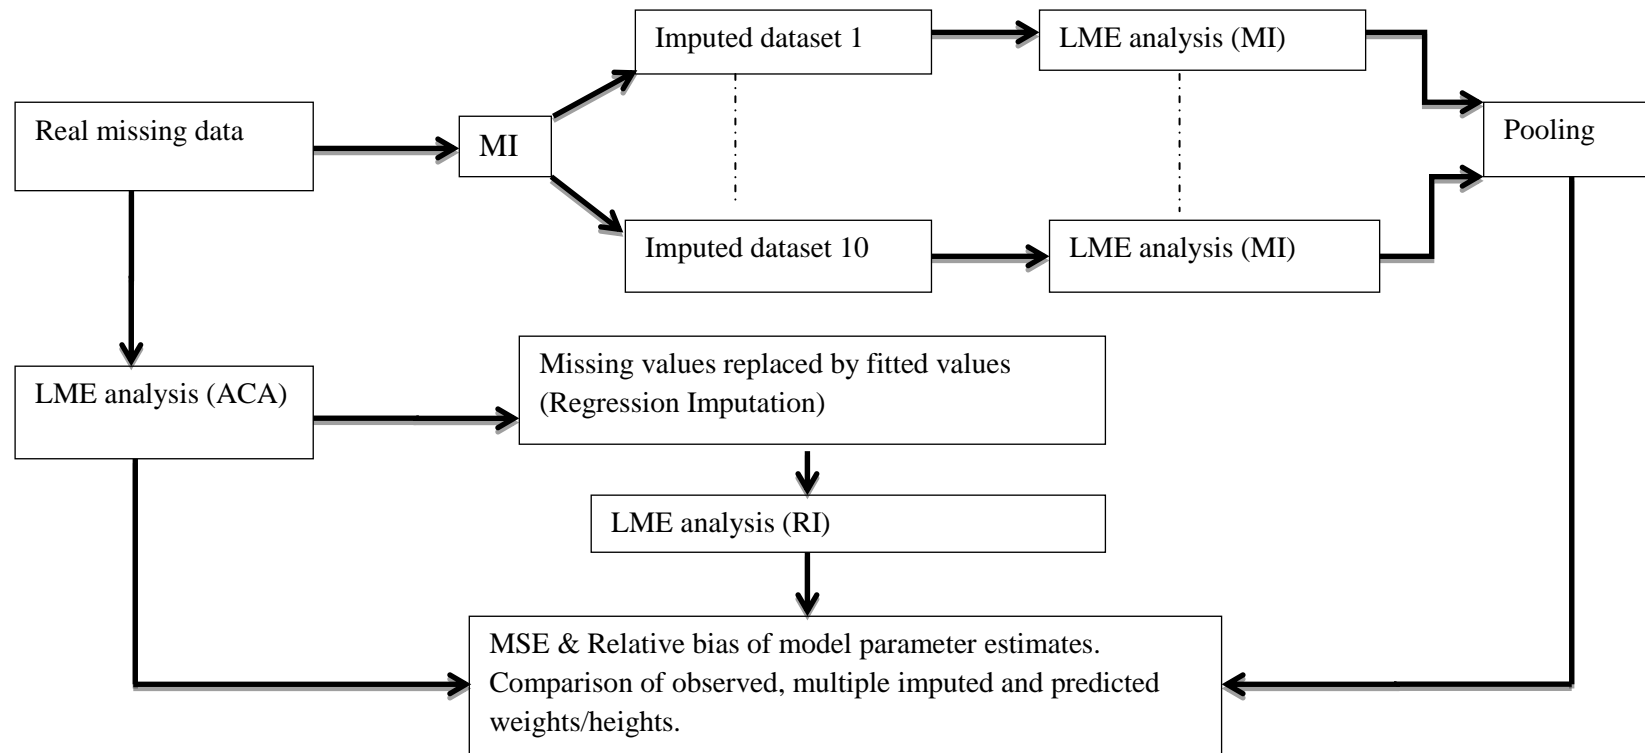 Imputed dataset 1
LME analysis (MI)
Real missing data
MI
Pooling
Imputed dataset 10
LME analysis (MI)
Missing values replaced by fitted values
(Regression Imputation)
LME analysis (ACA)
LME analysis (RI)
MSE & Relative bias of model parameter estimates.
Comparison of observed, multiple imputed and predicted
weights/heights.